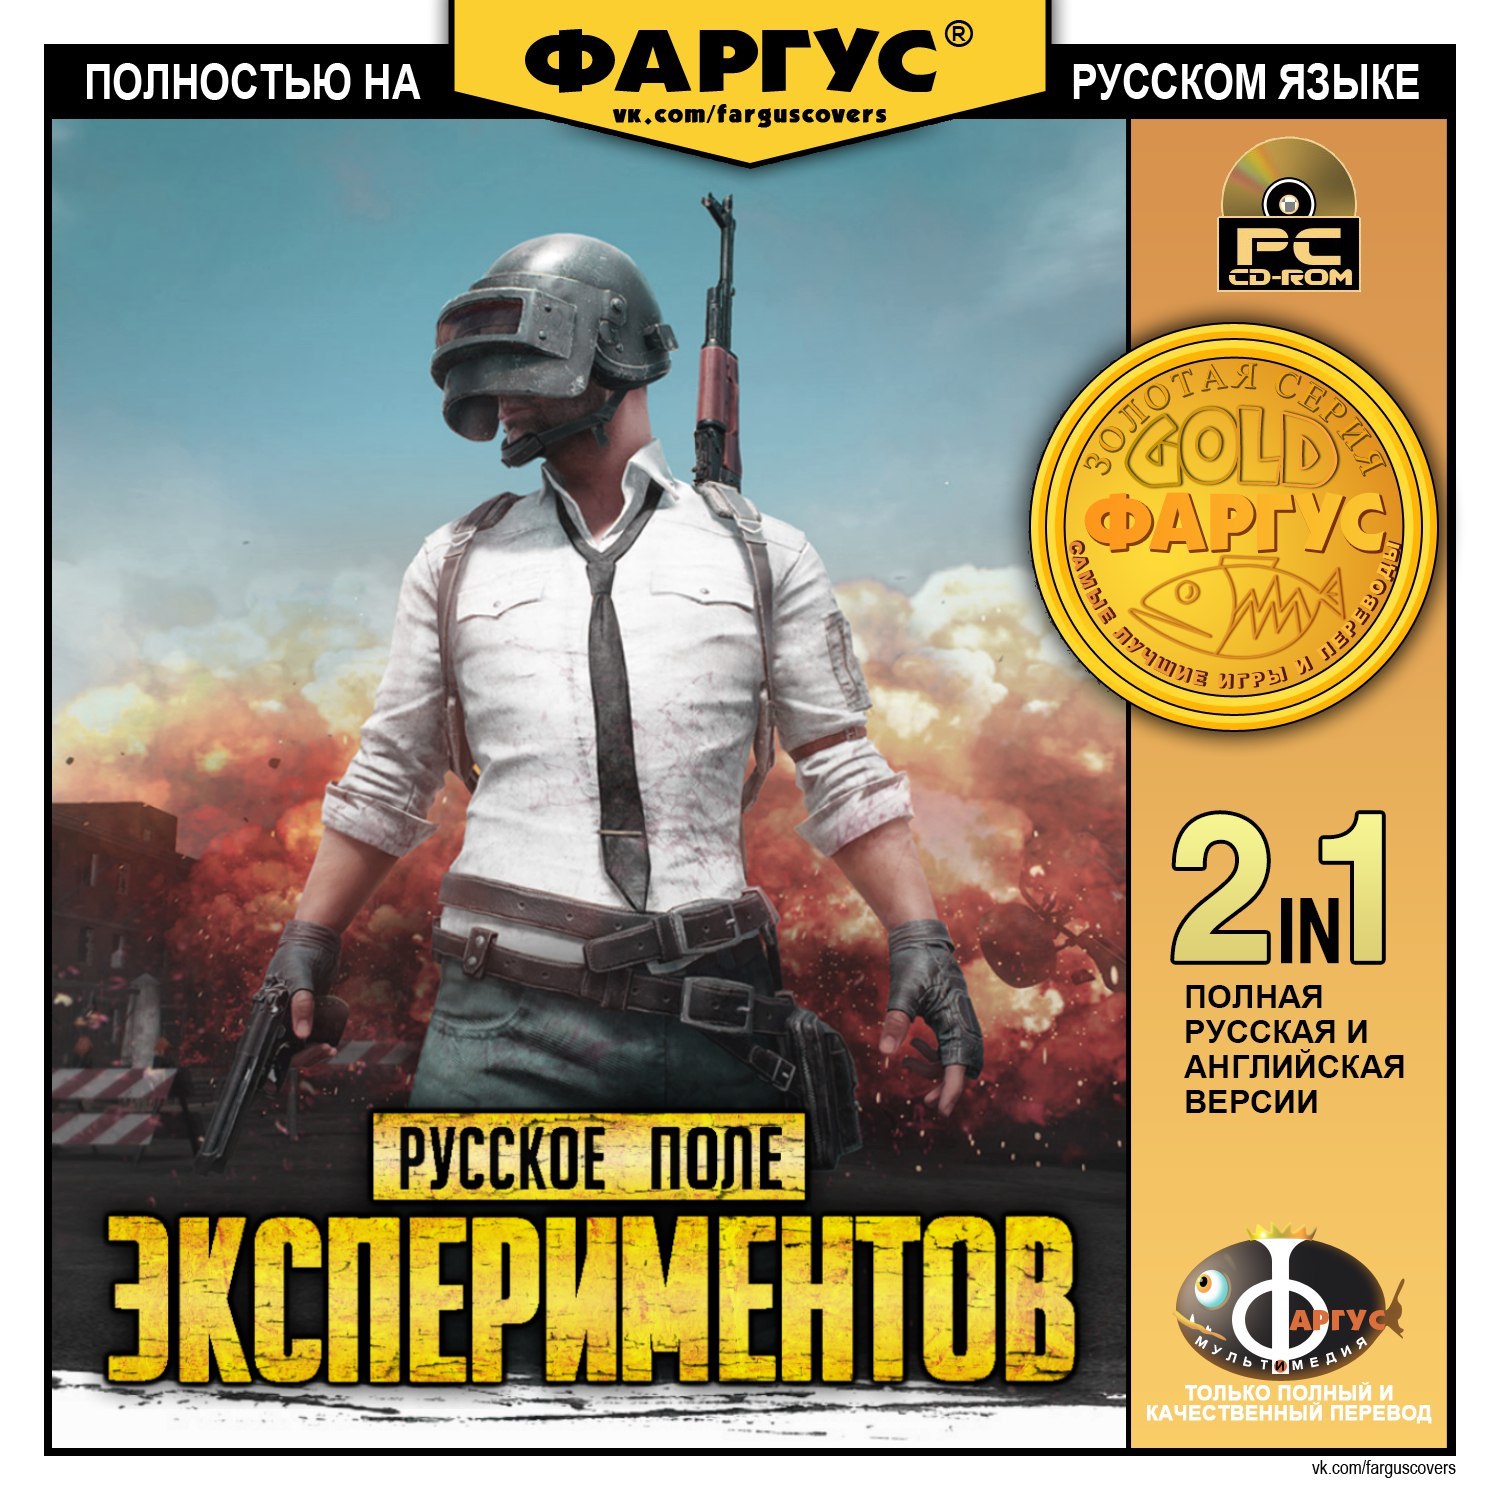 ФАРГУС®
vk.com/farguscovers
ПОЛНОСТЬЮ НА РУССКОМ ЯЗЫКЕ
PC
CD-ROM
ЗОЛОТАЯ СЕРИЯ
GOLD
ФАРГУС
САМЫЕ ЛУЧШИЕ ИГРЫ И ПЕРЕВОДЫ
2IN1
ПОЛНАЯ
РУССКАЯ И
АНГЛИЙСКАЯ
ВЕРСИИ
РУССКОЕ ПОЛЕ
ЭКСПЕРИМЕНТОВ
ФАРГУС
МУЛЬТИМЕДИЯ
ТОЛЬКО ПОЛНЫЙ И
КАЧЕСТВЕННЫЙ ПЕРЕВОД
vk.com/farguscovers